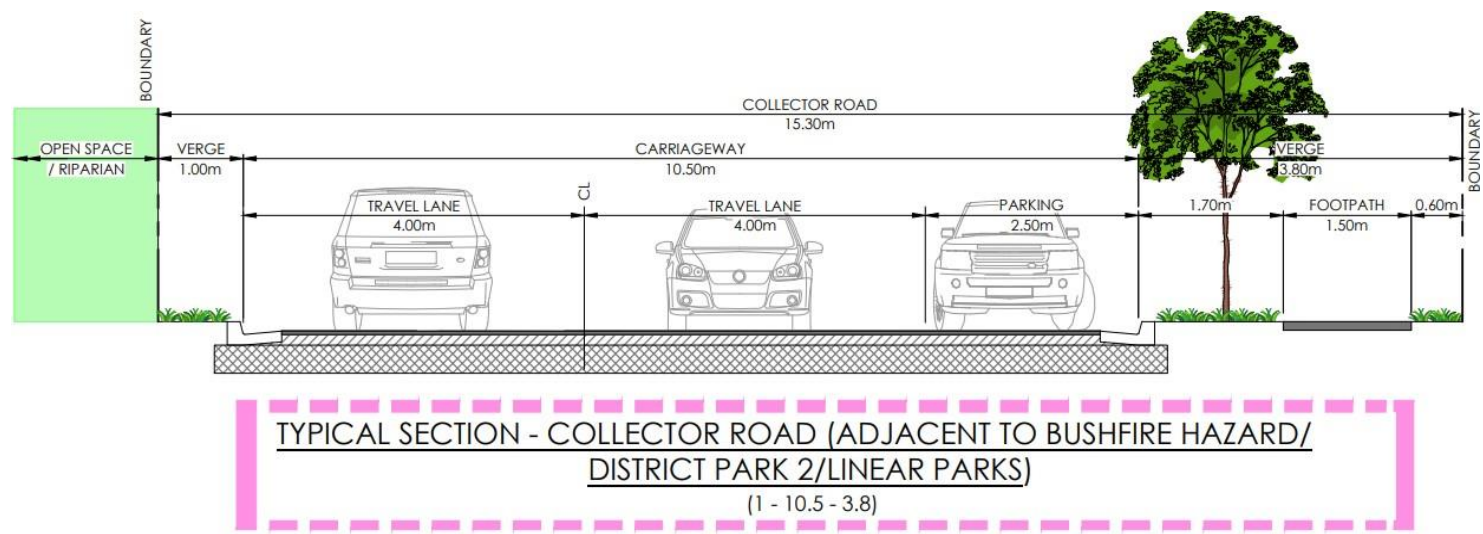 BOUNDARY
COLLECTOR ROAD
15.30m
BOUNDARY
OPEN SPACE
/ RIPARIAN
VERGE
1.00m
CARRIAGEWAY
10.50m
VERGE
3.80m
CL
TRAVEL LANE
4.00m
TRAVEL LANE
4.00m
PARKING
2.50m
1.70m
FOOTPATH
1.50m
0.60m
TYPICAL SECTION - COLLECTOR ROAD (ADJACENT TO BUSHFIRE HAZARD/
DISTRICT PARK 2/LINEAR PARKS)
(1 - 10.5 - 3.8)